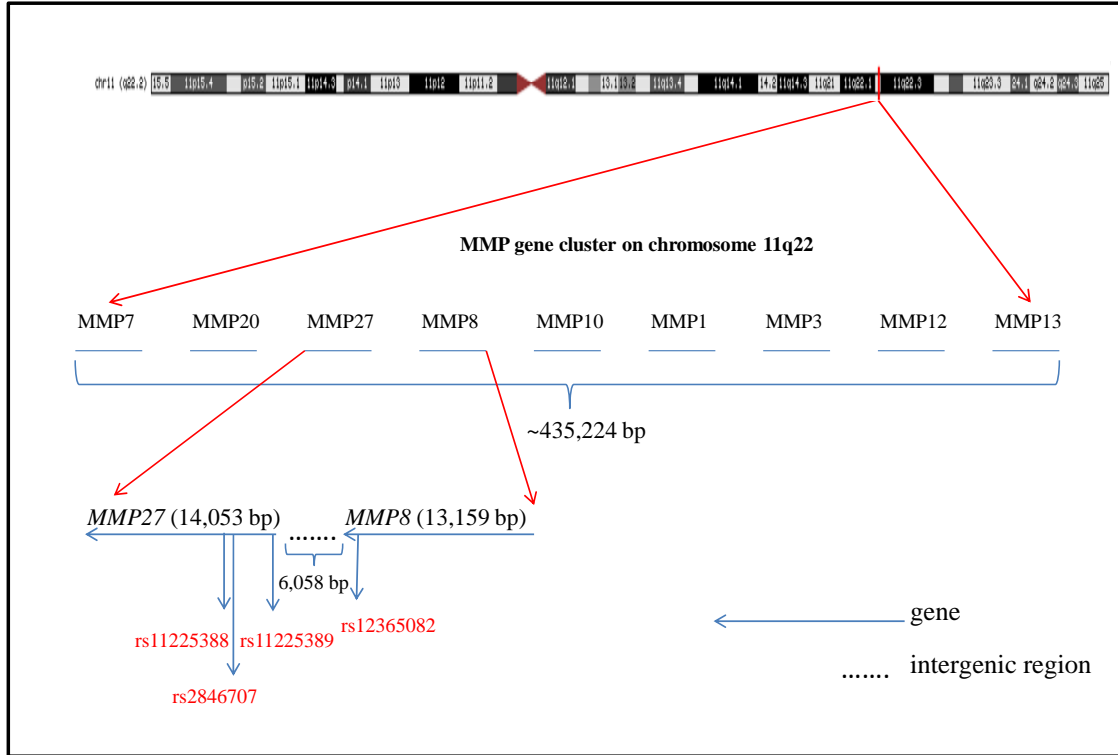 chr11 (q22.2) 15.5 11p15.4 p15.2 11p15.1 11p14.3 p14.1 11p13 11p12 11p11.2 11q12.1 13.1 13.2 11q13.4 11q14.1 14.2 11q14.3 11q21 11q22.1 11q22.3 11q23.3 24.1 q24.2 q24.3 11q25
MMP gene cluster on chromosome 11q22
MMP7 MMP20 MMP27 MMP8 MMP10 MMP1 MMP3 MMP12 MMP13
~435,224 bp
MMP27 (14,053 bp) MMP8 (13,159 bp)
.......
6,058 bp
rs11225388 rs11225389 rs12365082
rs2846707
gene
....... intergenic region